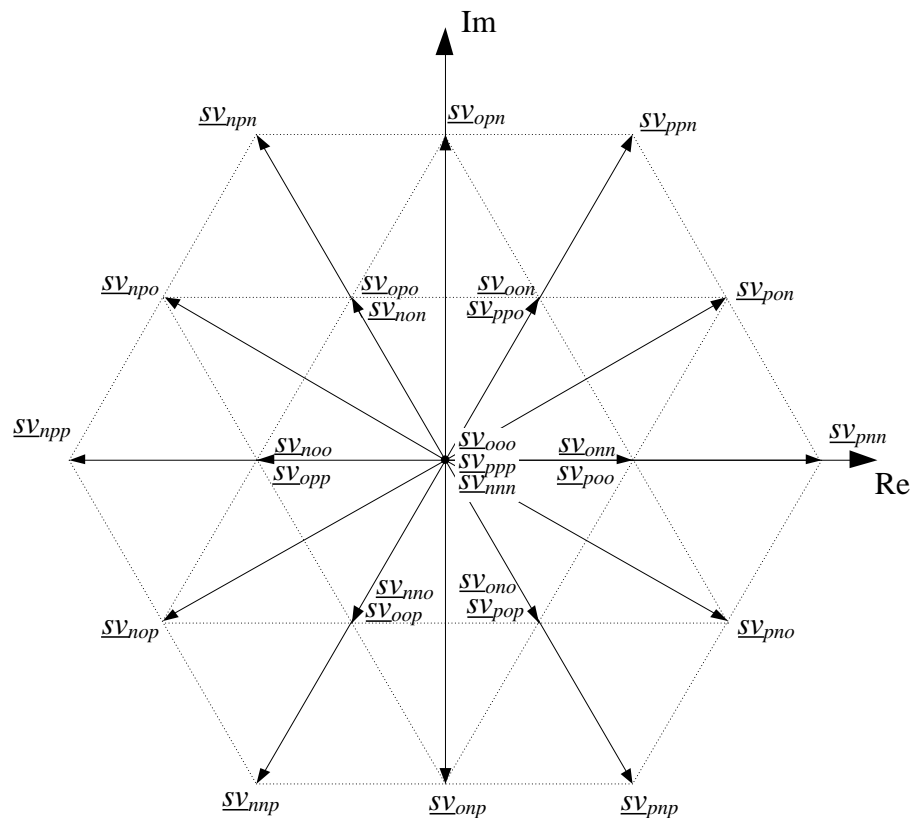 Im
sv_npn sv_opn sv_ppn
sv_npo sv_opo sv_oon sv_pon
sv_non sv_ppo
sv_npp sv_noo sv_ooo sv_onn sv_pnn
sv_opp sv_ppp sv_poo
sv_nnn
Re
sv_nno sv_ono
sv_nop sv_oop sv_pop sv_pno
sv_nnp sv_onp sv_pnp